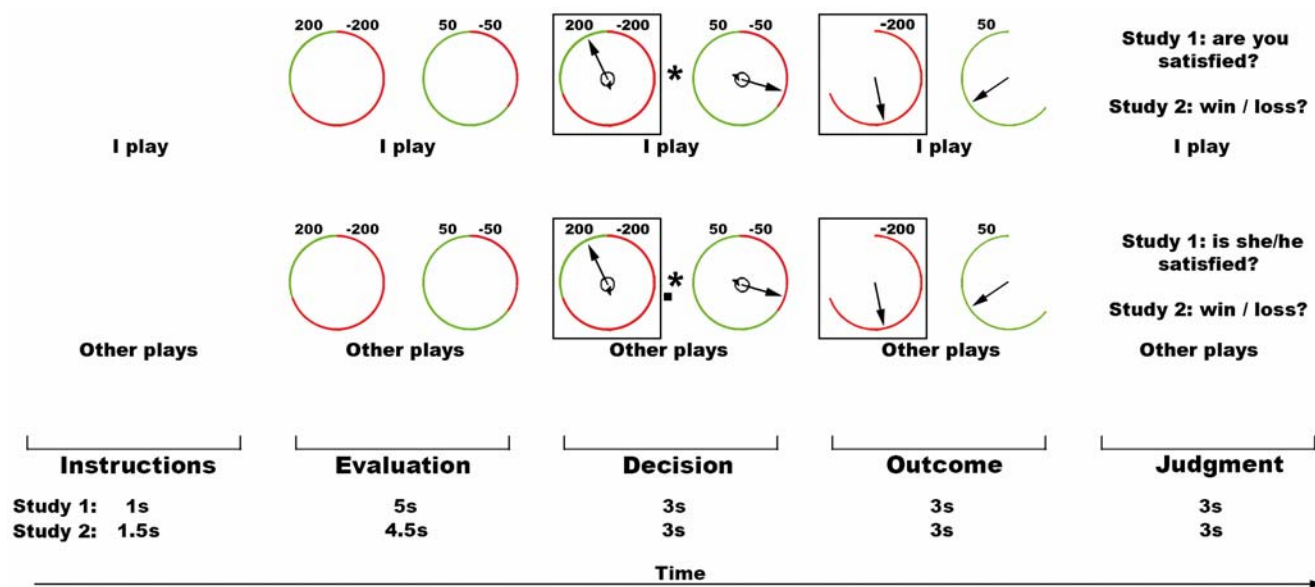 200 -200 50 -50 200 -200 50 -50 -200 50
Study 1: are you
satisfied?
Study 2: win / loss?
*
I play I play I play I play I play
200 -200 50 -50 200 -200 50 -50 -200 50
Study 1: is she/he
satisfied?
Study 2: win / loss?
*
Other plays Other plays Other plays Other plays Other plays
Instructions Evaluation Decision Outcome Judgment
Study 1: 1s 5s 3s 3s 3s
Study 2: 1.5s 4.5s 3s 3s 3s
Time